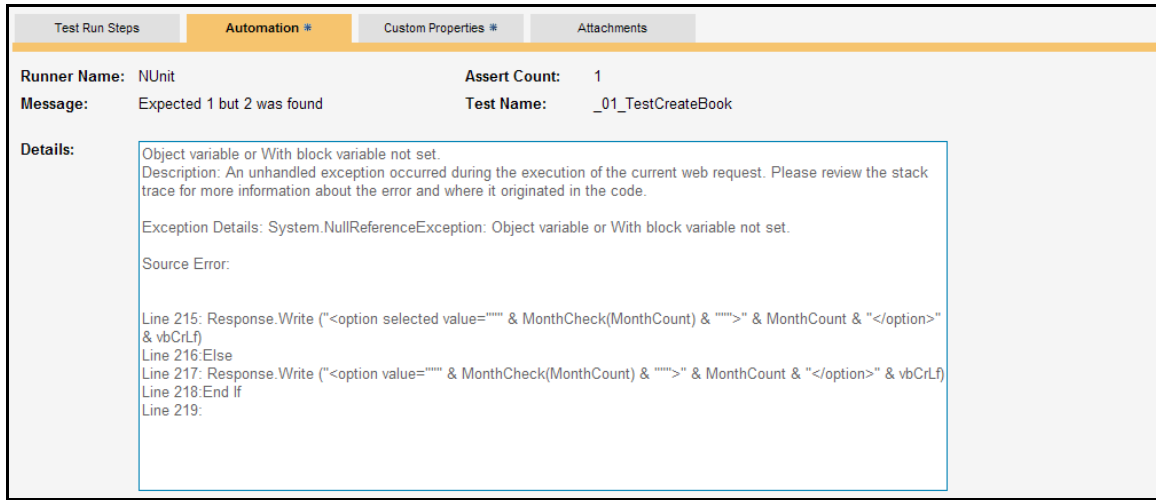 Test Run Steps Automation * Custom Properties * Attachments
Runner Name: NUnit Assert Count: 1
Message: Expected 1 but 2 was found Test Name: _01_TestCreateBook
Details:
Object variable or With block variable not set.
Description: An unhandled exception occurred during the execution of the current web request. Please review the stack
trace for more information about the error and where it originated in the code.
Exception Details: System.NullReferenceException: Object variable or With block variable not set.
Source Error:
Line 215: Response.Write ("<option selected value=""" & MonthCheck(MonthCount) & """>" & MonthCount & "</option>"
& vbCrLf)
Line 216:Else
Line 217: Response.Write ("<option value=""" & MonthCheck(MonthCount) & """>" & MonthCount & "</option>" & vbCrLf)
Line 218:End If
Line 219: